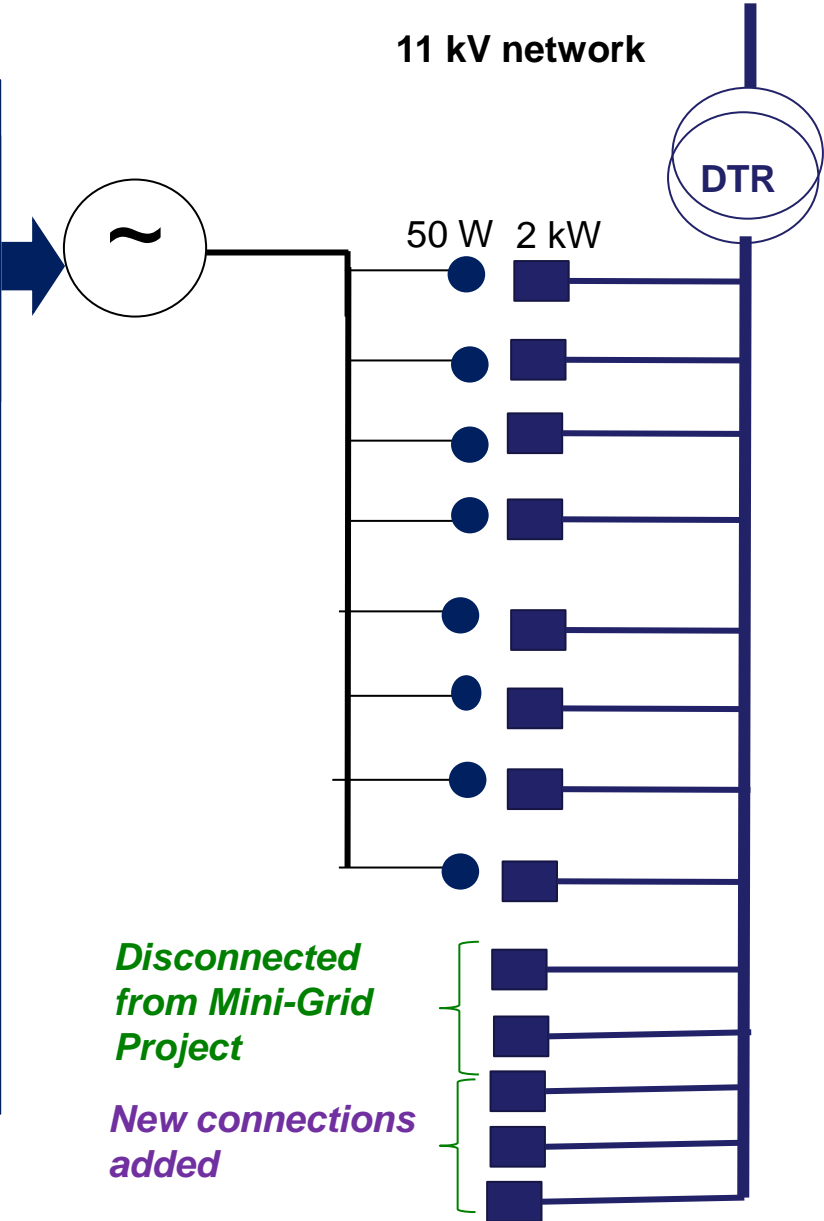 11 kV network
DTR
~
50 W 2 kW
Disconnected
from Mini-Grid
Project
New connections
added